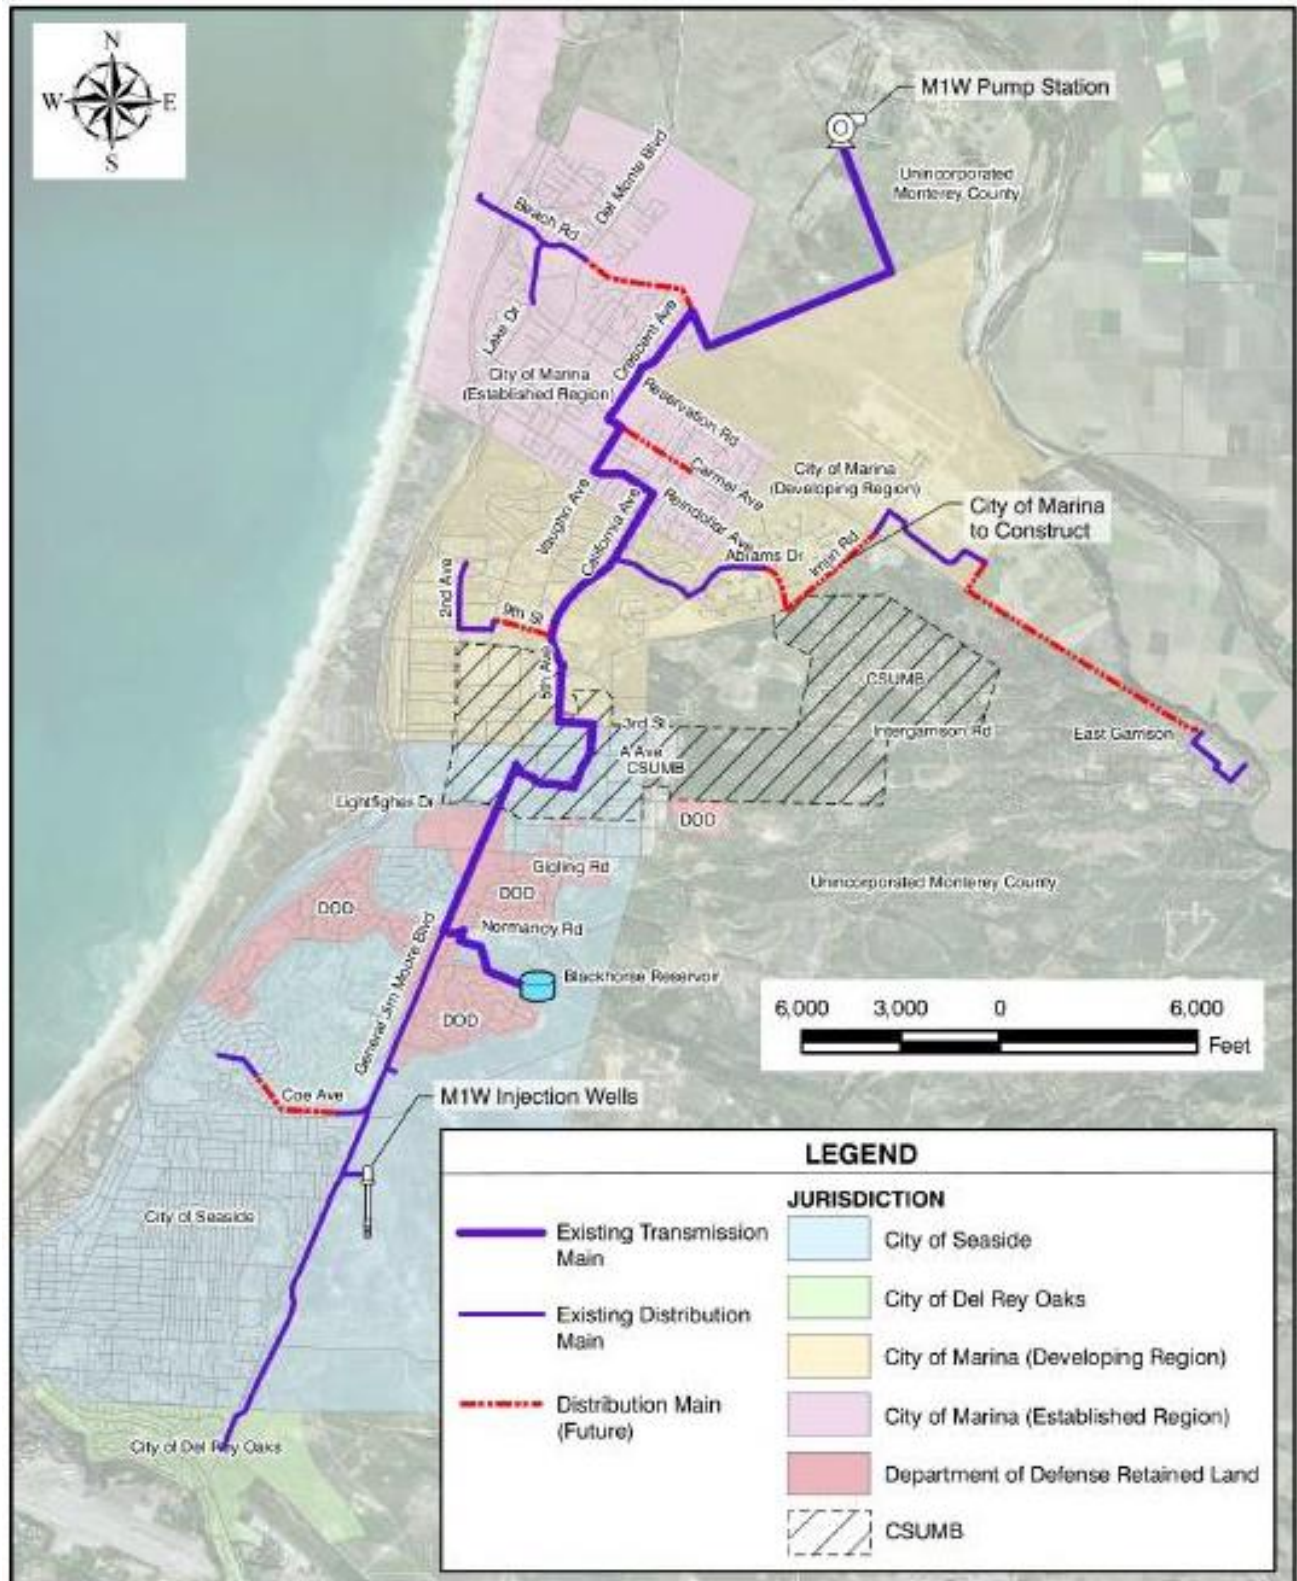 N
W E
S
M1W Pump Station
Unincorporated
Monterey County
Del Monte Blvd
Beach Rd
Lake Dr
Crescent Ave
City of Marina
(Established Region)
Reservation Rd
Carmel Ave
City of Marina
(Developing Region)
City of Marina
to Construct
Vaughn Ave
California Ave
Reindollar Ave
Abrams Dr
Imjin Rd
2nd Ave
9th St
5th Ave
CSUMB
3rd St
Intergarrison Rd
East Garrison
A Ave
CSUMB
Lightfigher Dr
DOD
Gigling Rd
Unincorporated Monterey County
DOD
DOD
Normandy Rd
General Jim Moore Blvd
Blackhorse Reservoir
DOD
6,000 3,000 0 6,000
Feet
Coe Ave
M1W Injection Wells
City of Seaside
City of Del Rey Oaks
LEGEND
JURISDICTION
Existing Transmission
Main
Existing Distribution
Main
Distribution Main
(Future)
City of Seaside
City of Del Rey Oaks
City of Marina (Developing Region)
City of Marina (Established Region)
Department of Defense Retained Land
CSUMB